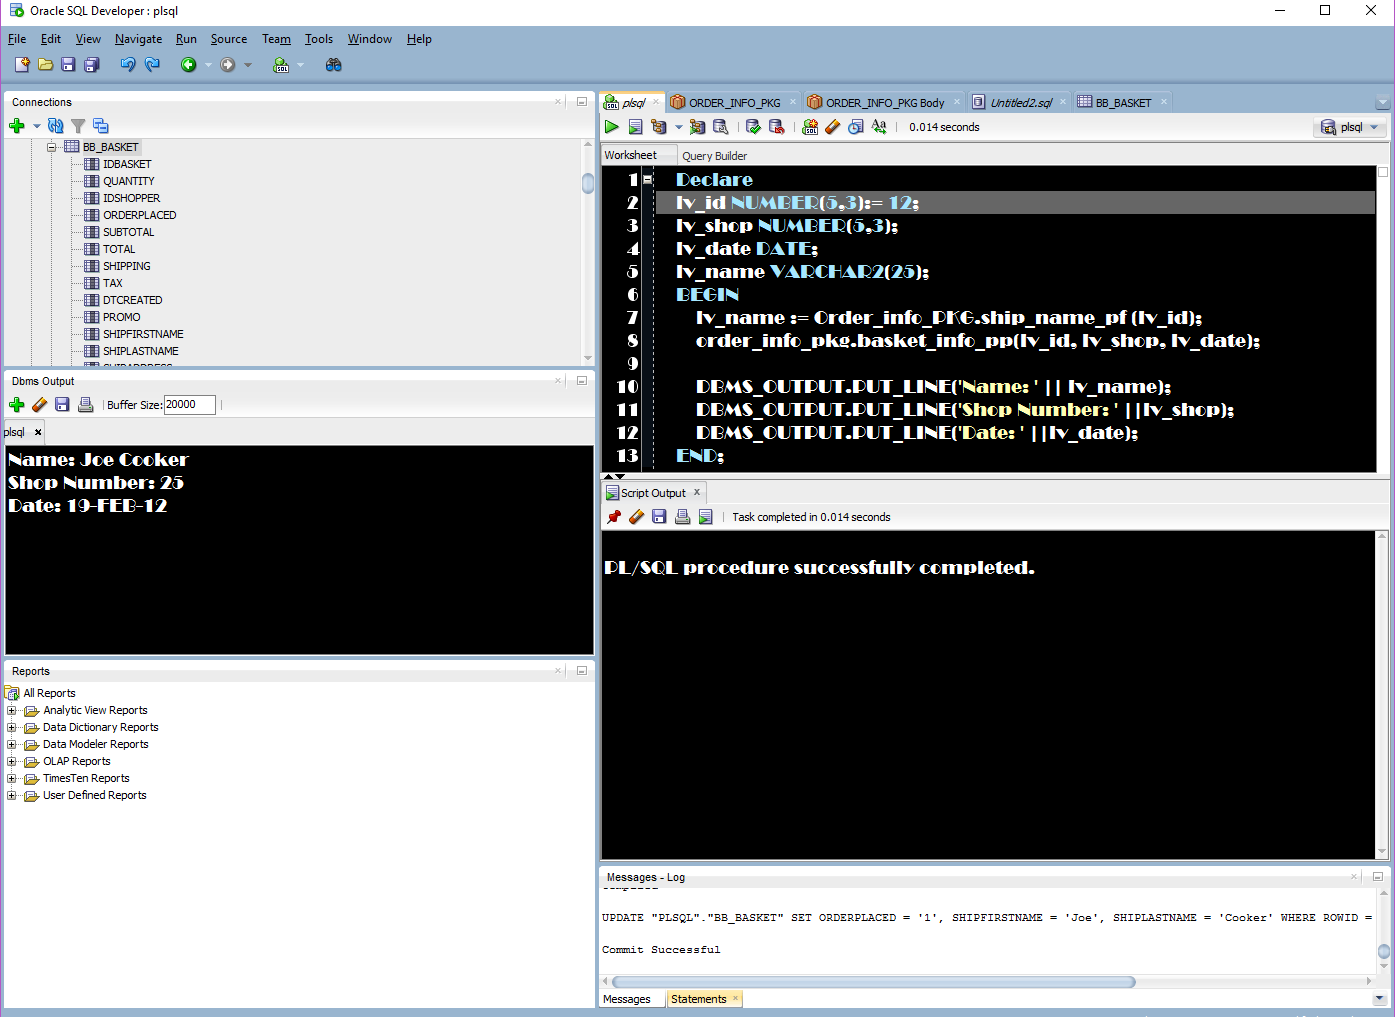 Oracle SQL Developer : plsql
File Edit View Navigate Run Source Team Tools Window Help
Connections
BB_BASKET
IDBASKET
QUANTITY
IDSHOPPER
ORDERPLACED
SUBTOTAL
TOTAL
SHIPPING
TAX
DTCREATED
PROMO
SHIPFIRSTNAME
SHIPLASTNAME
SHIPADDRESS
Dbms Output
Buffer Size: 20000
plsql
Name: Joe Cooker
Shop Number: 25
Date: 19-FEB-12
Reports
All Reports
Analytic View Reports
Data Dictionary Reports
Data Modeler Reports
OLAP Reports
TimesTen Reports
User Defined Reports
plsql ORDER_INFO_PKG ORDER_INFO_PKG Body Untitled2.sql BB_BASKET
0.014 seconds plsql
Worksheet Query Builder
1 Declare
2 lv_id NUMBER(5,3):= 12;
3 lv_shop NUMBER(5,3);
4 lv_date DATE;
5 lv_name VARCHAR2(25);
6 BEGIN
7 lv_name := Order_info_PKG.ship_name_pf (lv_id);
8 order_info_pkg.basket_info_pp(lv_id, lv_shop, lv_date);
9
10 DBMS_OUTPUT.PUT_LINE('Name: ' || lv_name);
11 DBMS_OUTPUT.PUT_LINE('Shop Number: ' ||lv_shop);
12 DBMS_OUTPUT.PUT_LINE('Date: ' ||lv_date);
13 END;
Script Output
Task completed in 0.014 seconds
PL/SQL procedure successfully completed.
Messages - Log
Compiled
UPDATE "PLSQL"."BB_BASKET" SET ORDERPLACED = '1', SHIPFIRSTNAME = 'Joe', SHIPLASTNAME = 'Cooker' WHERE ROWID =
Commit Successful
Messages Statements